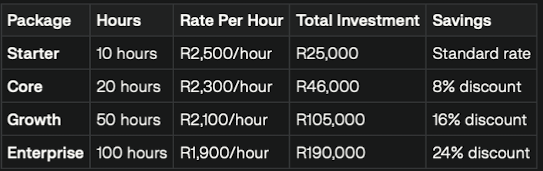 Package Hours Rate Per Hour Total Investment Savings
Starter 10 hours R2,500/hour R25,000 Standard rate
Core 20 hours R2,300/hour R46,000 8% discount
Growth 50 hours R2,100/hour R105,000 16% discount
Enterprise 100 hours R1,900/hour R190,000 24% discount